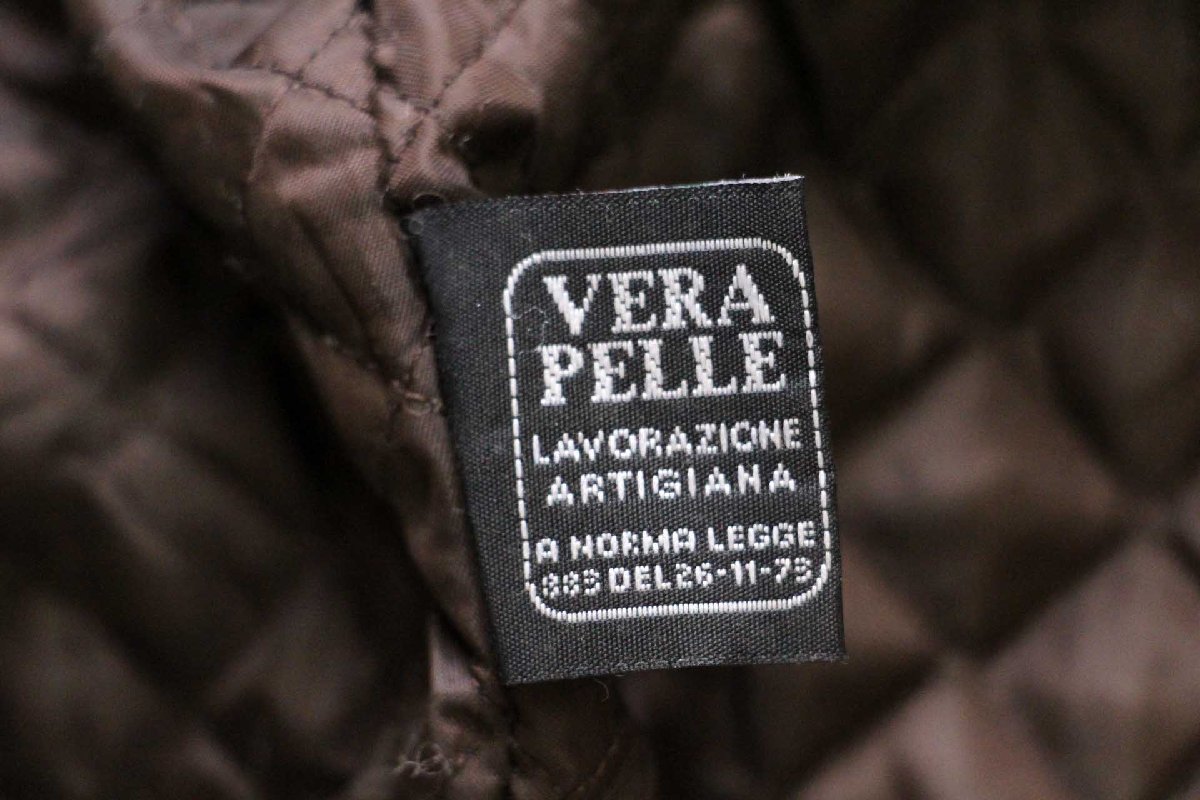 VERA
PELLE
LAVORAZIONE
ARTIGIANA
A NORMA LEGGE
883 DEL 26-11-73